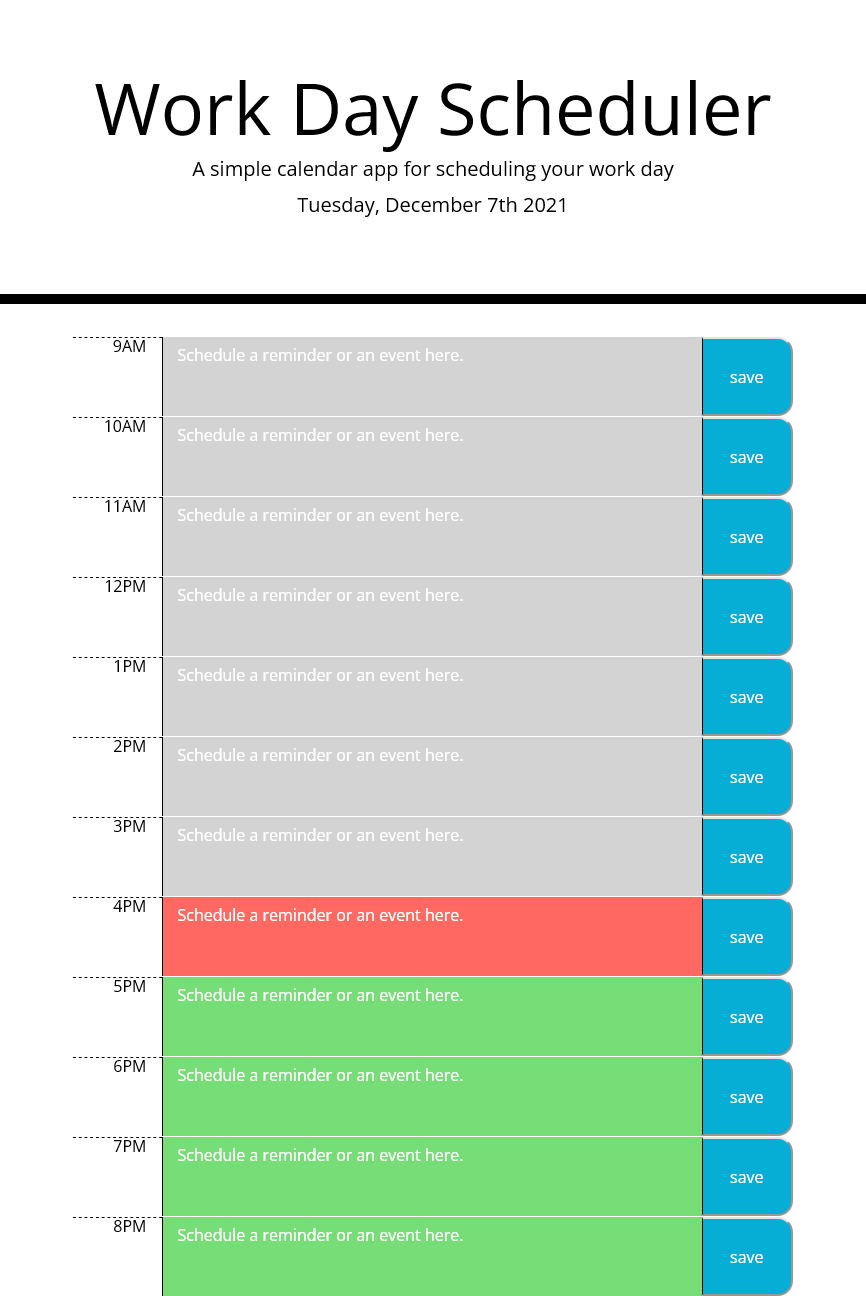 Work Day Scheduler
A simple calendar app for scheduling your work day
Tuesday, December 7th 2021
9AM Schedule a reminder or an event here. save
10AM Schedule a reminder or an event here. save
11AM Schedule a reminder or an event here. save
12PM Schedule a reminder or an event here. save
1PM Schedule a reminder or an event here. save
2PM Schedule a reminder or an event here. save
3PM Schedule a reminder or an event here. save
4PM Schedule a reminder or an event here. save
5PM Schedule a reminder or an event here. save
6PM Schedule a reminder or an event here. save
7PM Schedule a reminder or an event here. save
8PM Schedule a reminder or an event here. save